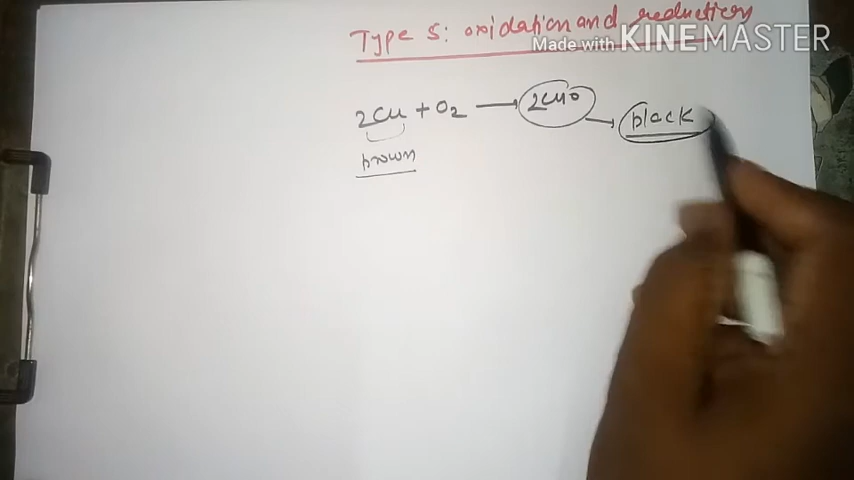 Type 5: oxidation and reduction
Made with KINEMASTER
2Cu + O2 → 2CuO → black
brown